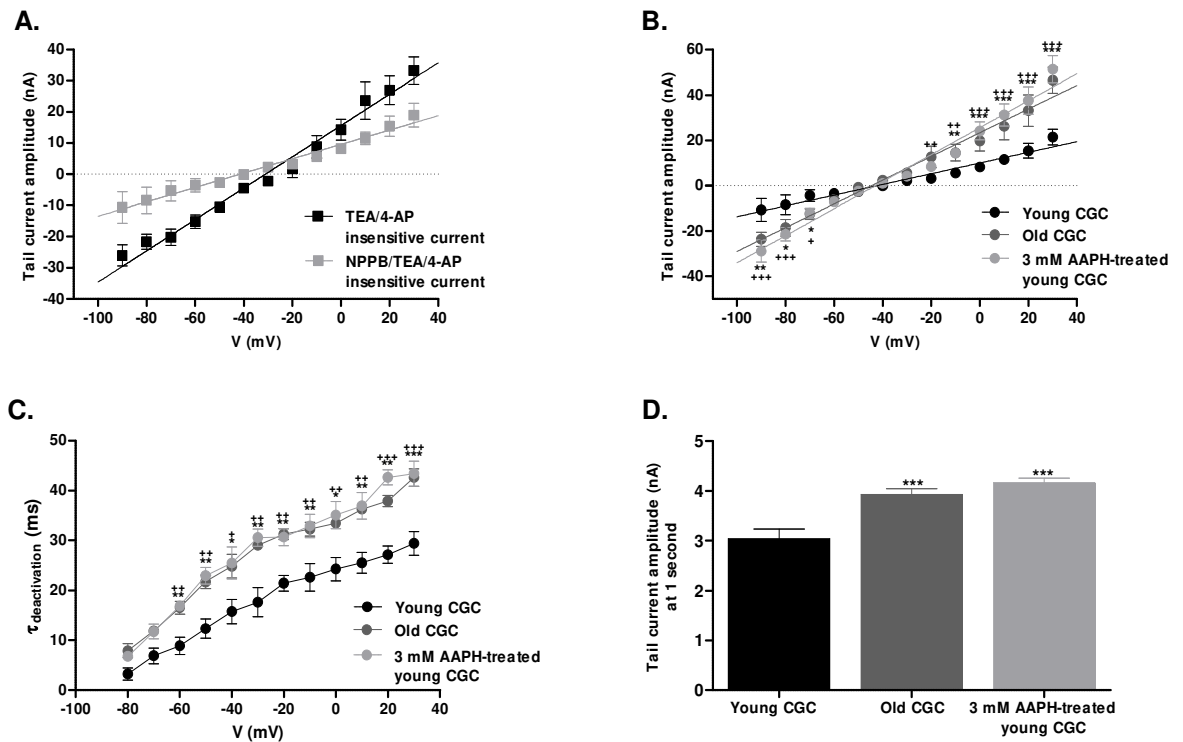 A.
Tail current amplitude (nA)
40
30
20
10
0
-10
-20
-30
-40
-100 -80 -60 -40 -20 0 20 40
V (mV)
TEA/4-AP
insensitive current
NPPB/TEA/4-AP
insensitive current
B.
Tail current amplitude (nA)
60
40
20
0
-20
-40
-100 -80 -60 -40 -20 0 20 40
V (mV)
** +++
* +++
* +
++
++ **
+++ ***
+++ ***
+++ ***
+++ ***
Young CGC
Old CGC
3 mM AAPH-treated
young CGC
C.
τdeactivation (ms)
50
40
30
20
10
0
-100 -80 -60 -40 -20 0 20 40
V (mV)
++ **
++ **
‡ *
++ **
++ **
++ **
++ *
++ **
+++ **
+++ ***
Young CGC
Old CGC
3 mM AAPH-treated
young CGC
D.
Tail current amplitude (nA)
at 1 second
5
4
3
2
1
0
*** ***
Young CGC Old CGC 3 mM AAPH-treated
young CGC